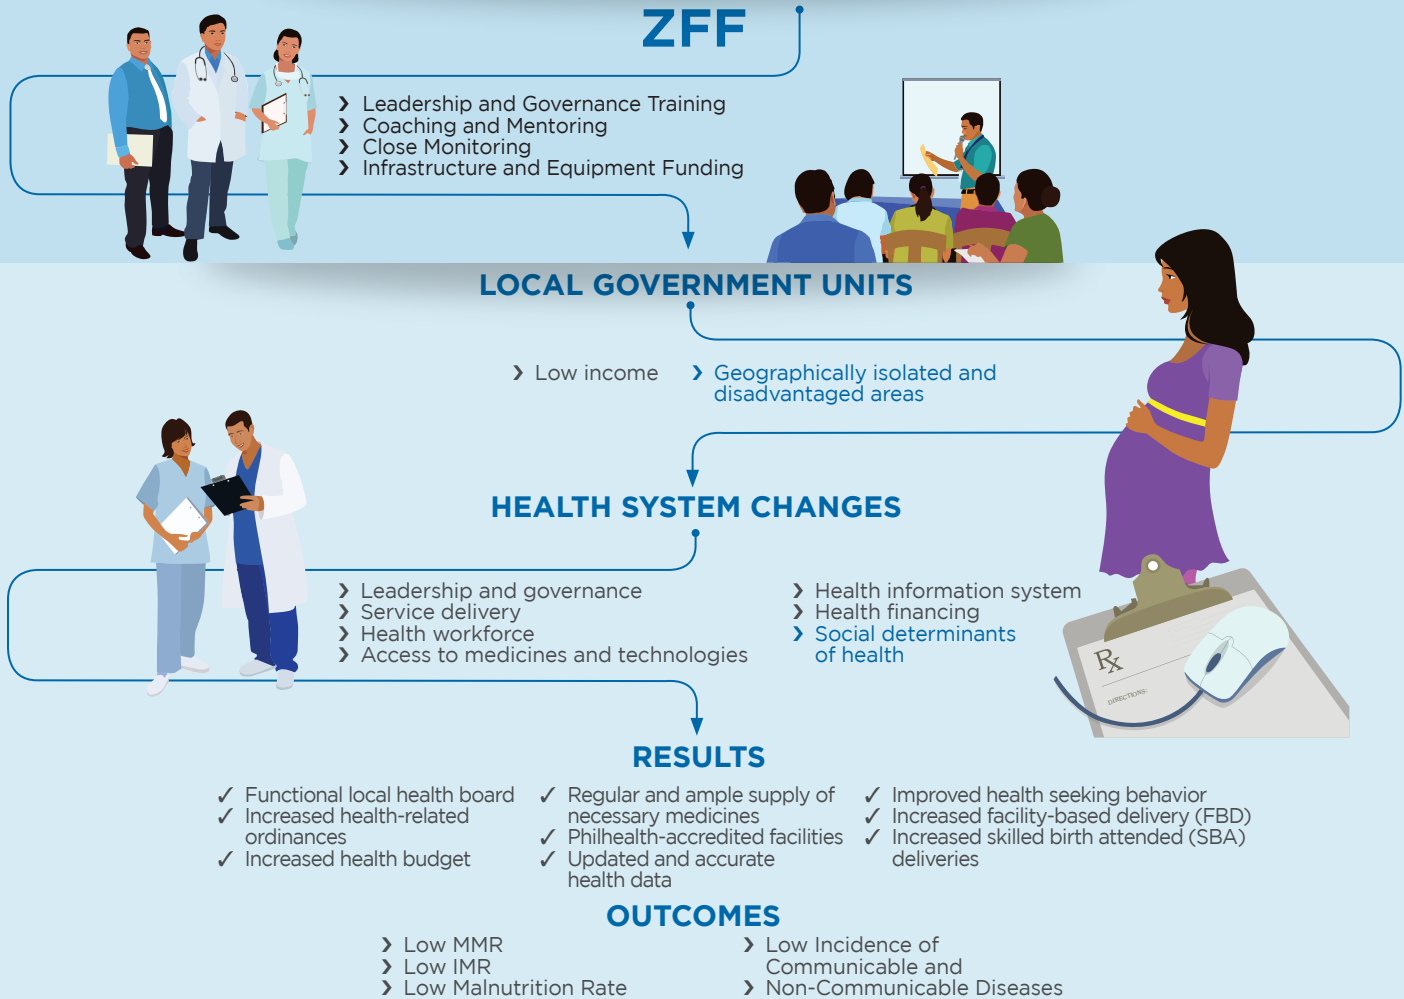 ZFF
❯ Leadership and Governance Training
❯ Coaching and Mentoring
❯ Close Monitoring
❯ Infrastructure and Equipment Funding
LOCAL GOVERNMENT UNITS
❯ Low income
❯ Geographically isolated and
disadvantaged areas
HEALTH SYSTEM CHANGES
❯ Leadership and governance
❯ Service delivery
❯ Health workforce
❯ Access to medicines and technologies
❯ Health information system
❯ Health financing
❯ Social determinants
of health
Rx
DIRECTIONS:
RESULTS
✓ Functional local health board
✓ Increased health-related
ordinances
✓ Increased health budget
✓ Regular and ample supply of
necessary medicines
✓ Philhealth-accredited facilities
✓ Updated and accurate
health data
✓ Improved health seeking behavior
✓ Increased facility-based delivery (FBD)
✓ Increased skilled birth attended (SBA)
deliveries
OUTCOMES
❯ Low MMR
❯ Low IMR
❯ Low Malnutrition Rate
❯ Low Incidence of
Communicable and
❯ Non-Communicable Diseases